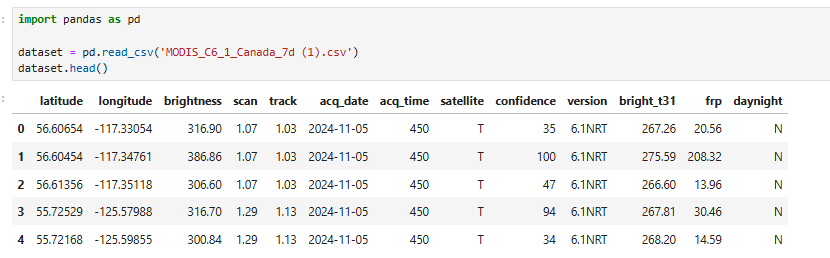 import pandas as pd
dataset = pd.read_csv('MODIS_C6_1_Canada_7d (1).csv')
dataset.head()
latitude longitude brightness scan track acq_date acq_time satellite confidence version bright_t31 frp daynight
0 56.60654 -117.33054 316.90 1.07 1.03 2024-11-05 450 T 35 6.1NRT 267.26 20.56 N
1 56.60454 -117.34761 386.86 1.07 1.03 2024-11-05 450 T 100 6.1NRT 275.59 208.32 N
2 56.61356 -117.35118 306.60 1.07 1.03 2024-11-05 450 T 47 6.1NRT 266.60 13.96 N
3 55.72529 -125.57988 316.70 1.29 1.13 2024-11-05 450 T 94 6.1NRT 267.81 30.46 N
4 55.72168 -125.59855 300.84 1.29 1.13 2024-11-05 450 T 34 6.1NRT 268.20 14.59 N